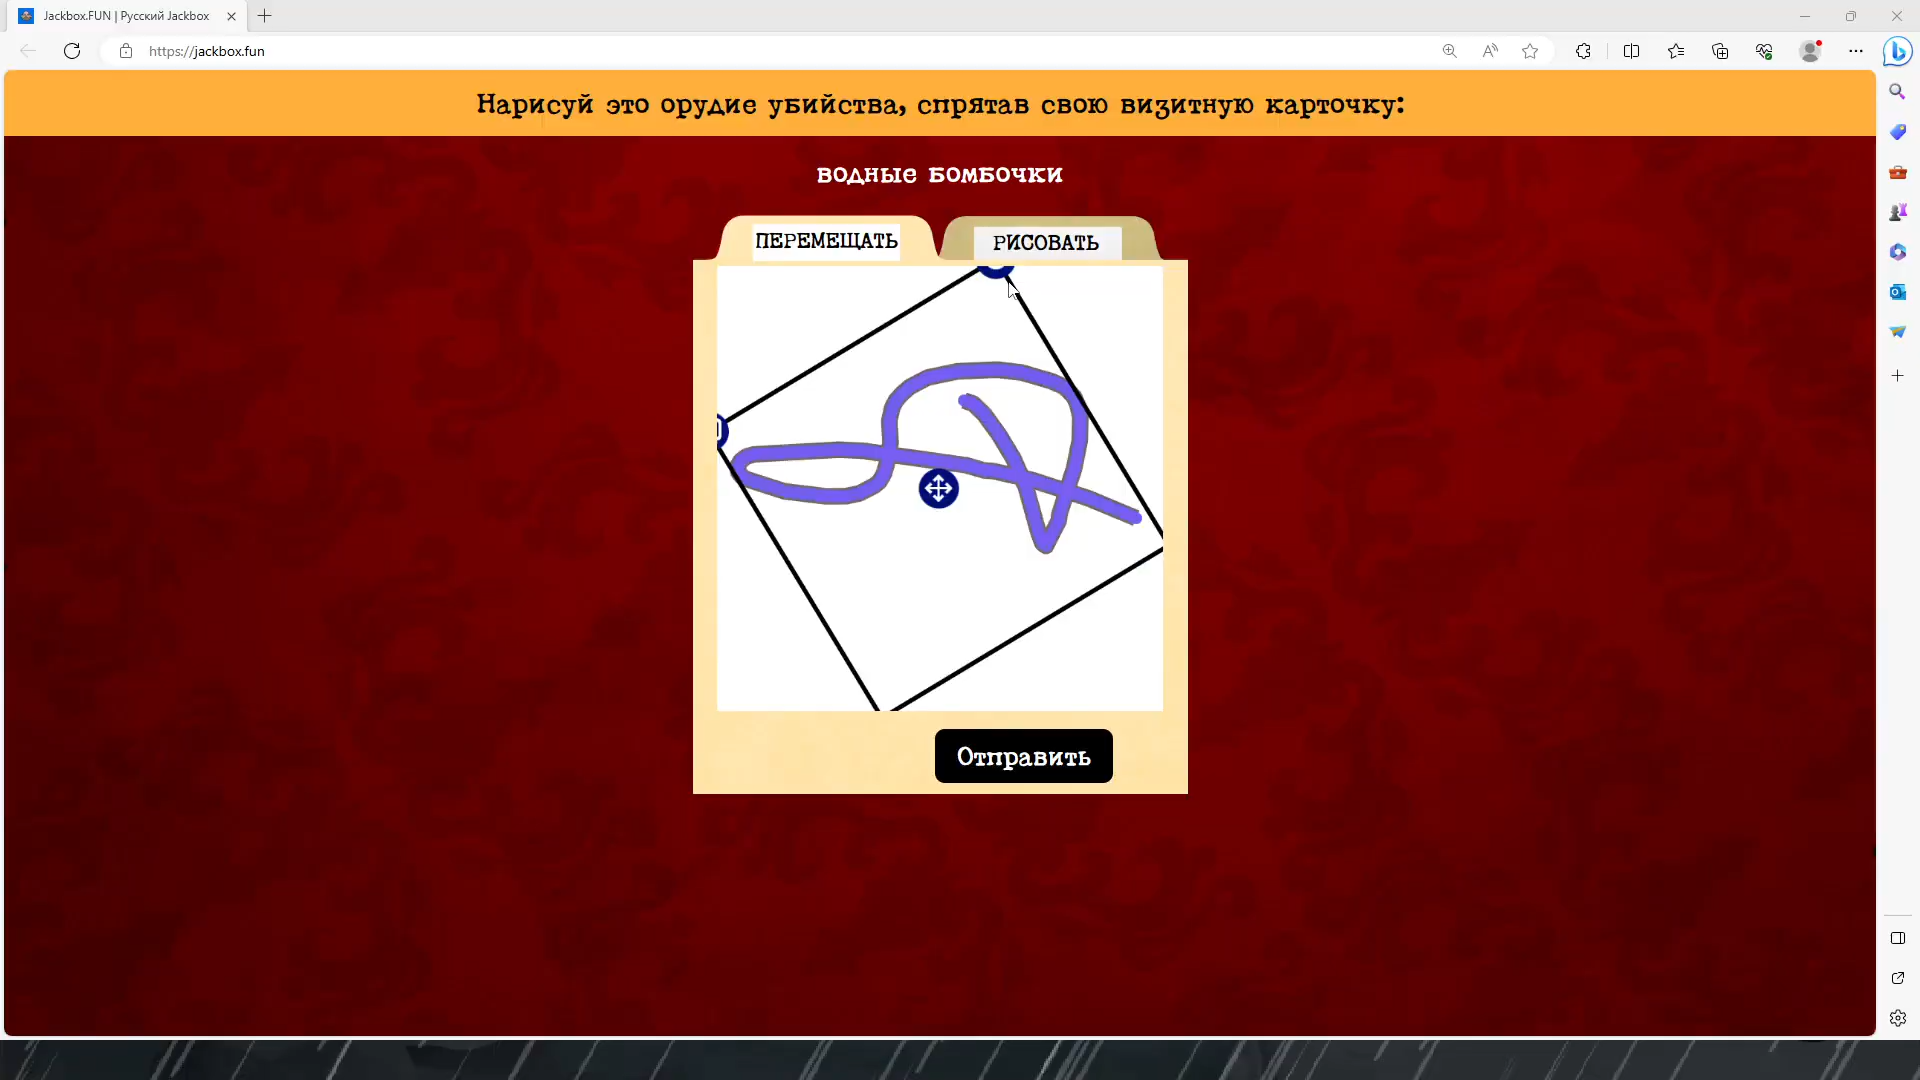 Jackbox.FUN | Русский Jackbox
https://jackbox.fun
Нарисуй это орудие убийства, спрятав свою визитную карточку:
водные бомбочки
ПЕРЕМЕЩАТЬ
РИСОВАТЬ
Отправить